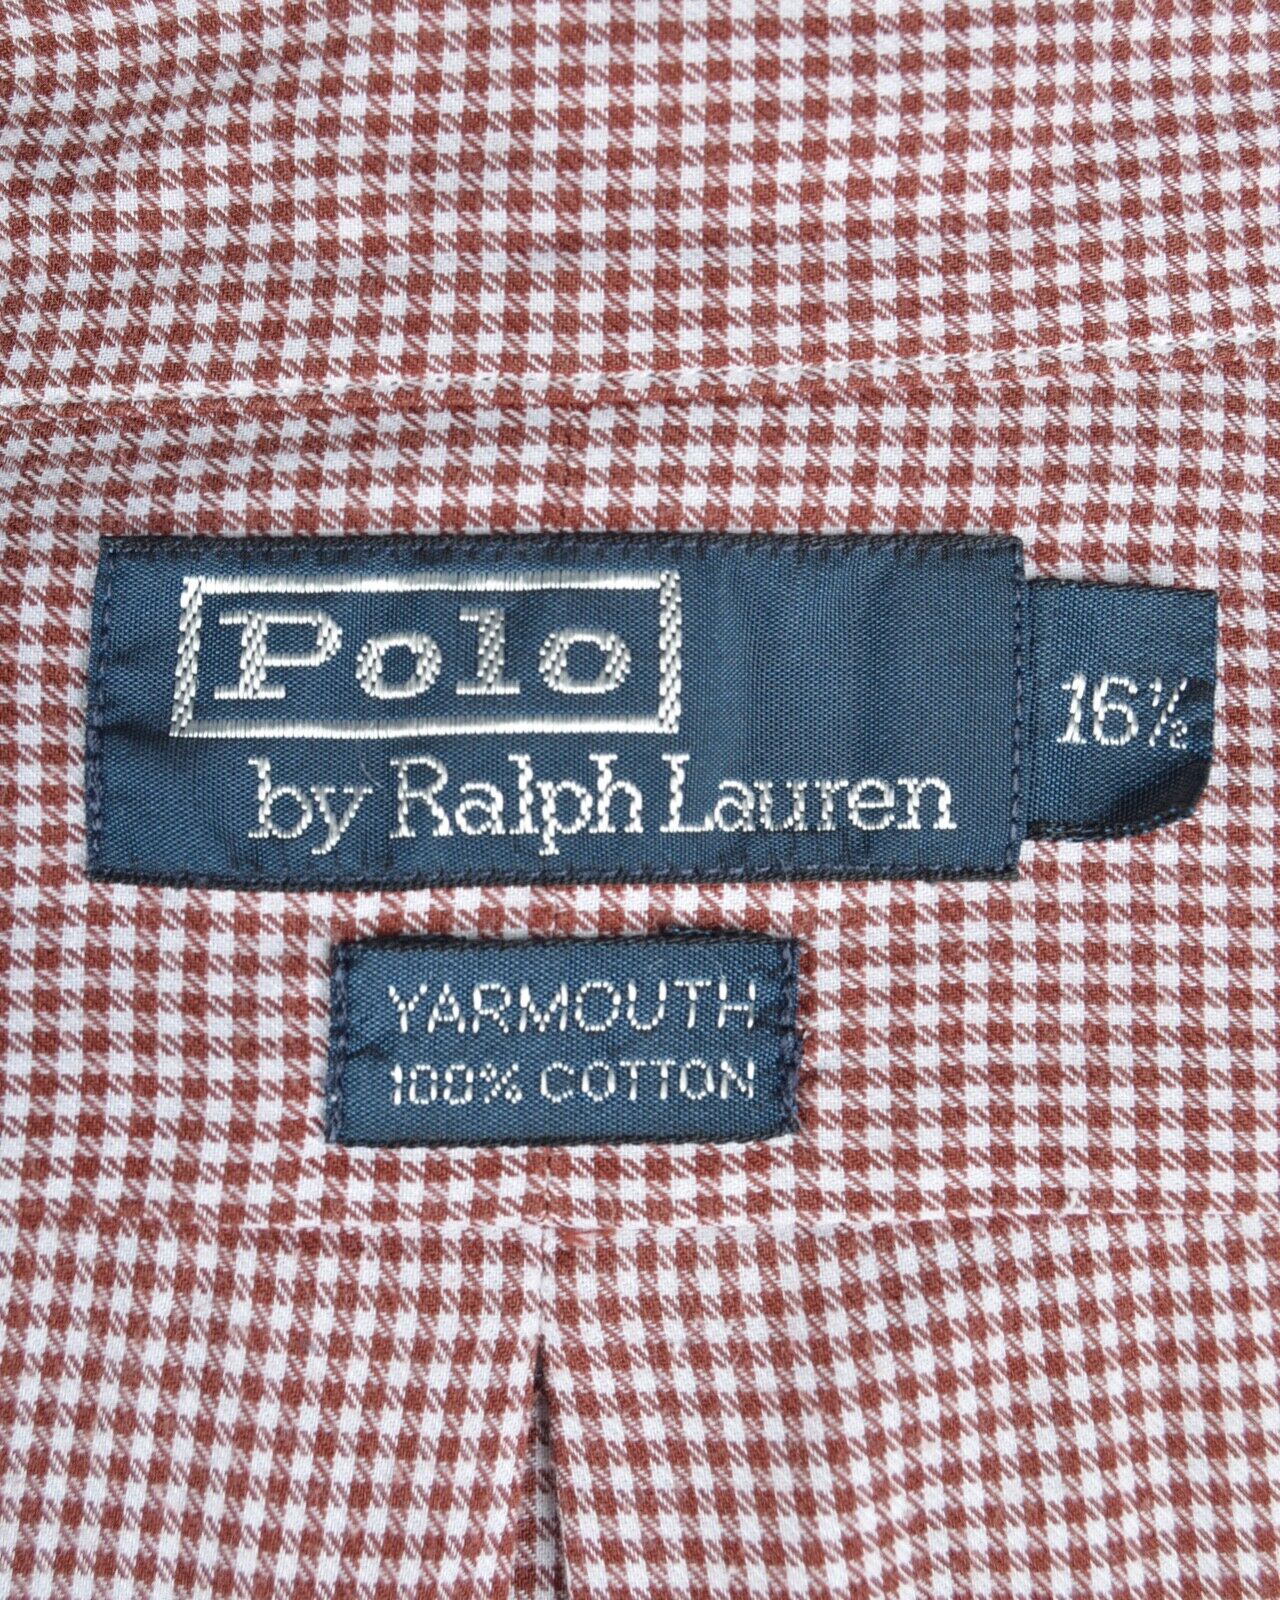 Polo
by Ralph Lauren
16½
YARMOUTH
100% COTTON